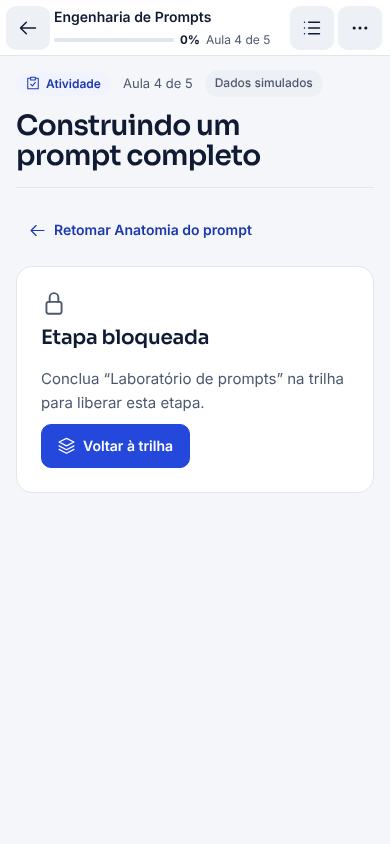 Engenharia de Prompts
0% Aula 4 de 5
Atividade Aula 4 de 5 Dados simulados
Construindo um
prompt completo
Retomar Anatomia do prompt
Etapa bloqueada
Conclua “Laboratório de prompts” na trilha
para liberar esta etapa.
Voltar à trilha